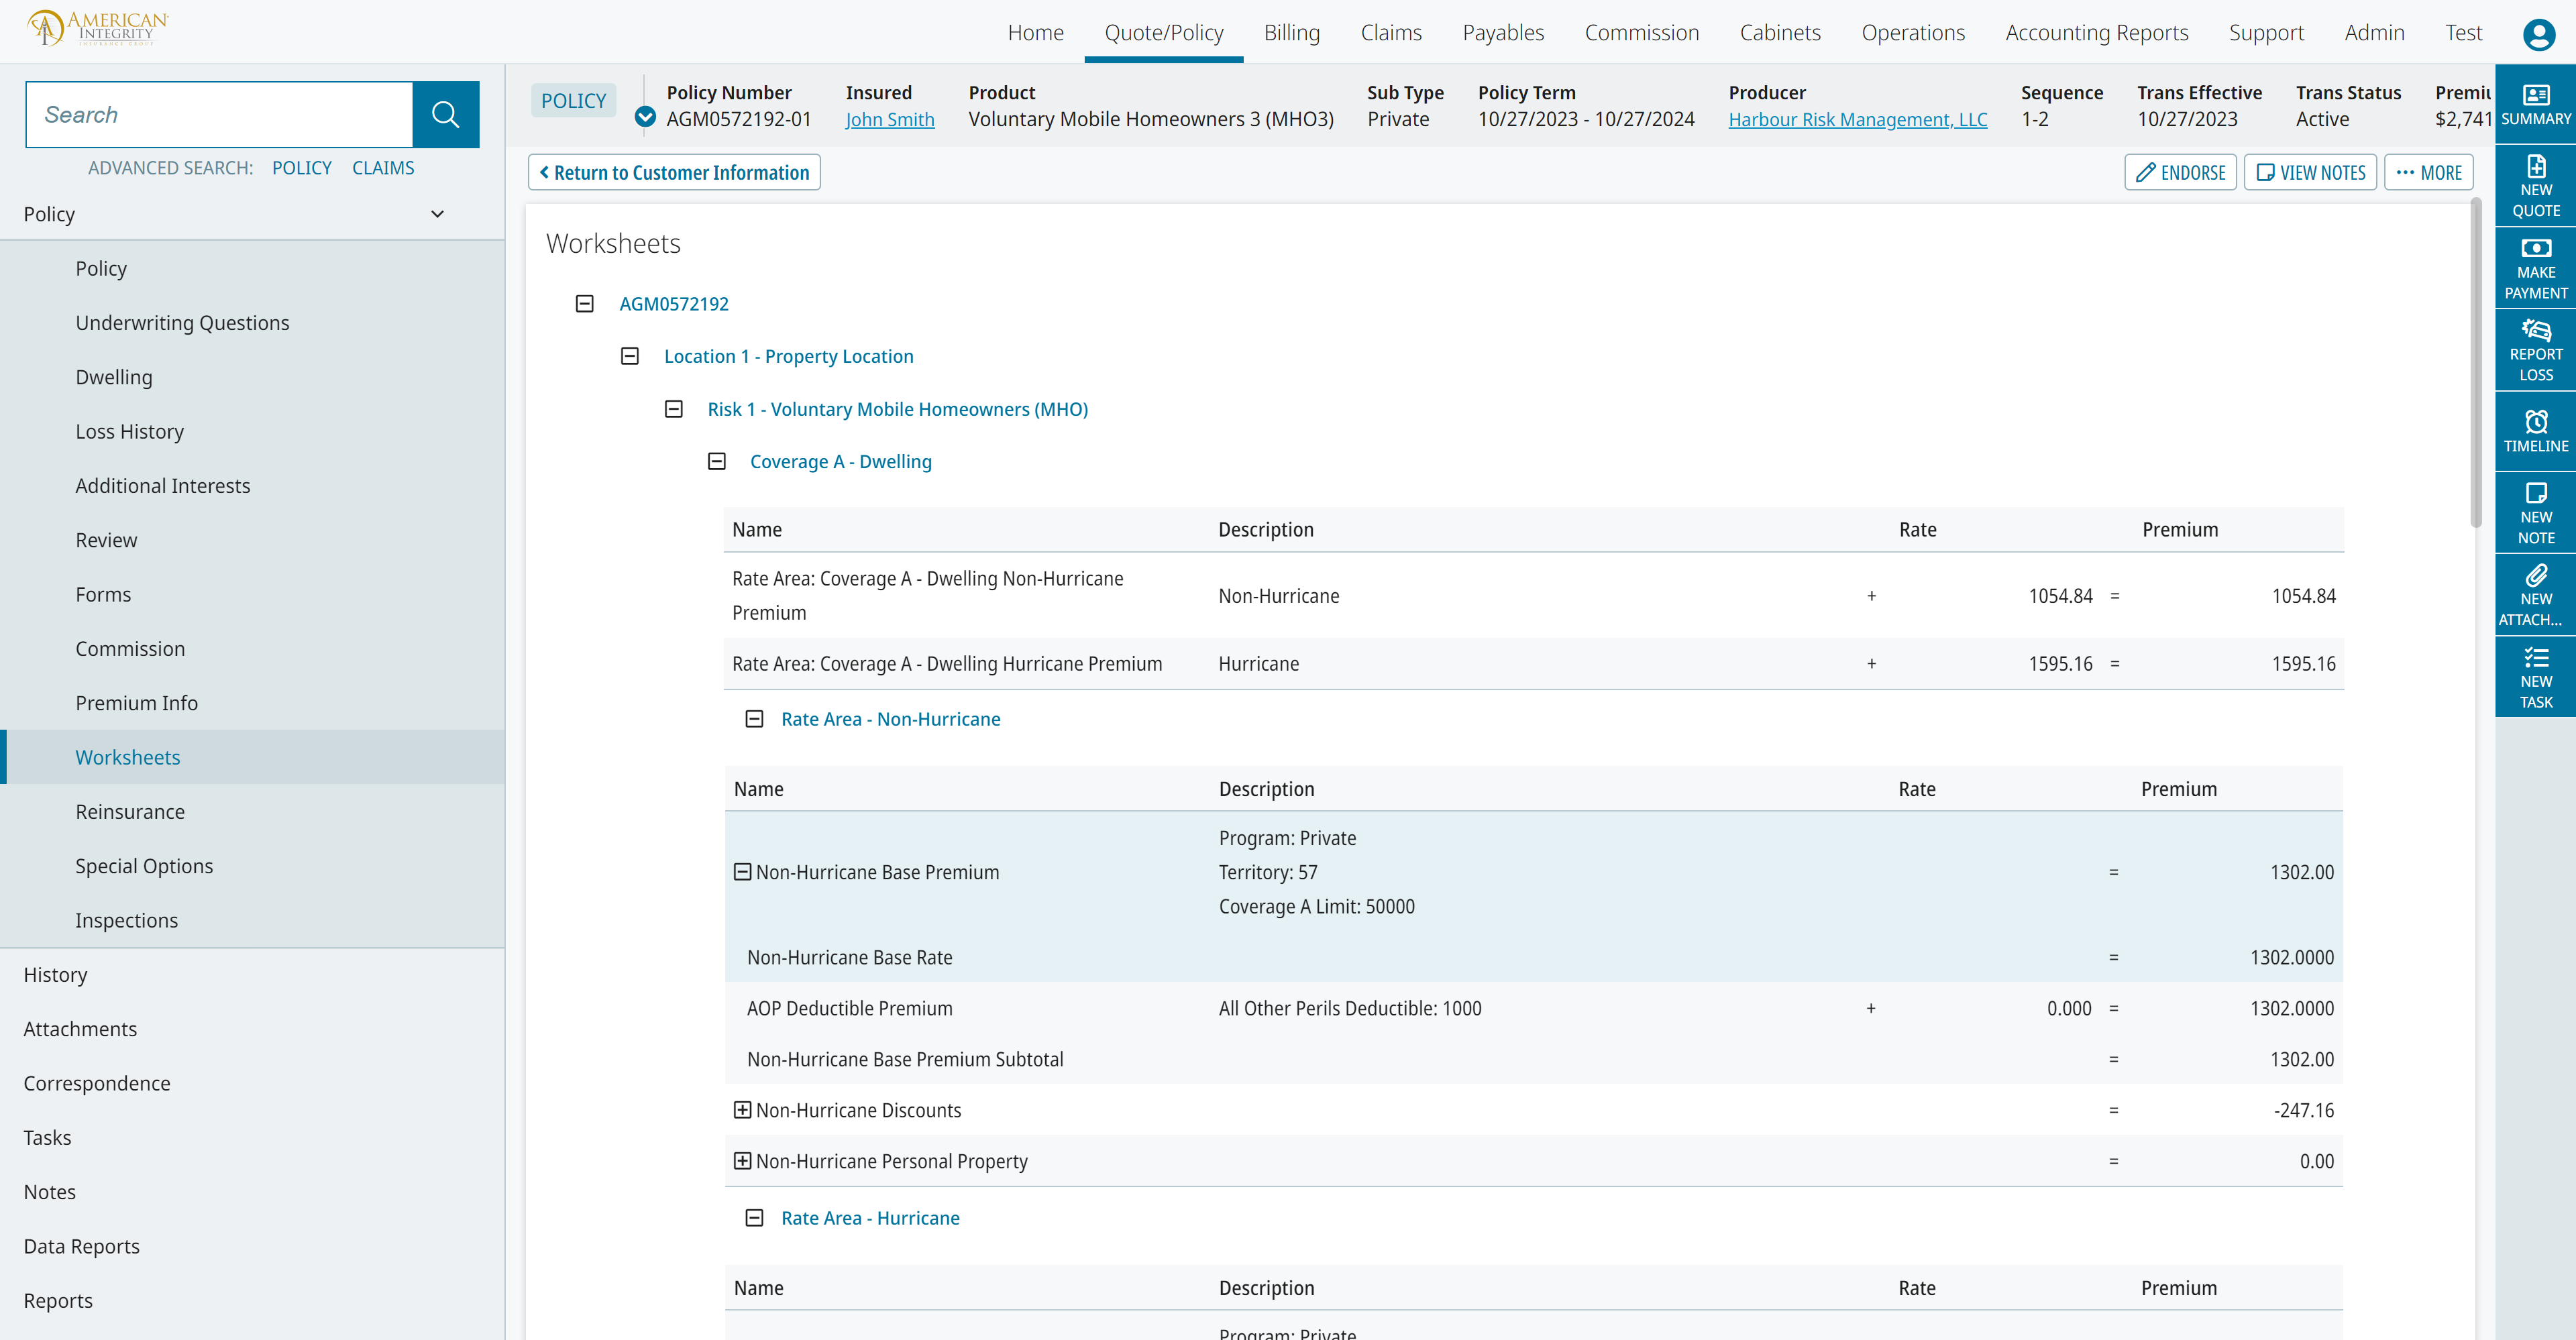 AMERICAN
INTEGRITY
INSURANCE GROUP
Home Quote/Policy Billing Claims Payables Commission Cabinets Operations Accounting Reports Support Admin Test
Search
ADVANCED SEARCH: POLICY CLAIMS
Policy
Policy
Underwriting Questions
Dwelling
Loss History
Additional Interests
Review
Forms
Commission
Premium Info
Worksheets
Reinsurance
Special Options
Inspections
History
Attachments
Correspondence
Tasks
Notes
Data Reports
Reports
POLICY
Policy Number Insured Product Sub Type Policy Term Producer Sequence Trans Effective Trans Status Premiu
AGM0572192-01 John Smith Voluntary Mobile Homeowners 3 (MHO3) Private 10/27/2023 - 10/27/2024 Harbour Risk Management, LLC 1-2 10/27/2023 Active $2,741
Return to Customer Information
ENDORSE VIEW NOTES MORE
Worksheets
AGM0572192
Location 1 - Property Location
Risk 1 - Voluntary Mobile Homeowners (MHO)
Coverage A - Dwelling
Name Description Rate Premium
Rate Area: Coverage A - Dwelling Non-Hurricane
Premium Non-Hurricane + 1054.84 = 1054.84
Rate Area: Coverage A - Dwelling Hurricane Premium Hurricane + 1595.16 = 1595.16
Rate Area - Non-Hurricane
Name Description Rate Premium
Program: Private
Non-Hurricane Base Premium Territory: 57 = 1302.00
Coverage A Limit: 50000
Non-Hurricane Base Rate = 1302.0000
AOP Deductible Premium All Other Perils Deductible: 1000 + 0.000 = 1302.0000
Non-Hurricane Base Premium Subtotal = 1302.00
Non-Hurricane Discounts = -247.16
Non-Hurricane Personal Property = 0.00
Rate Area - Hurricane
Name Description Rate Premium
Program: Private
SUMMARY
NEW
QUOTE
MAKE
PAYMENT
REPORT
LOSS
TIMELINE
NEW
NOTE
NEW
ATTACH...
NEW
TASK